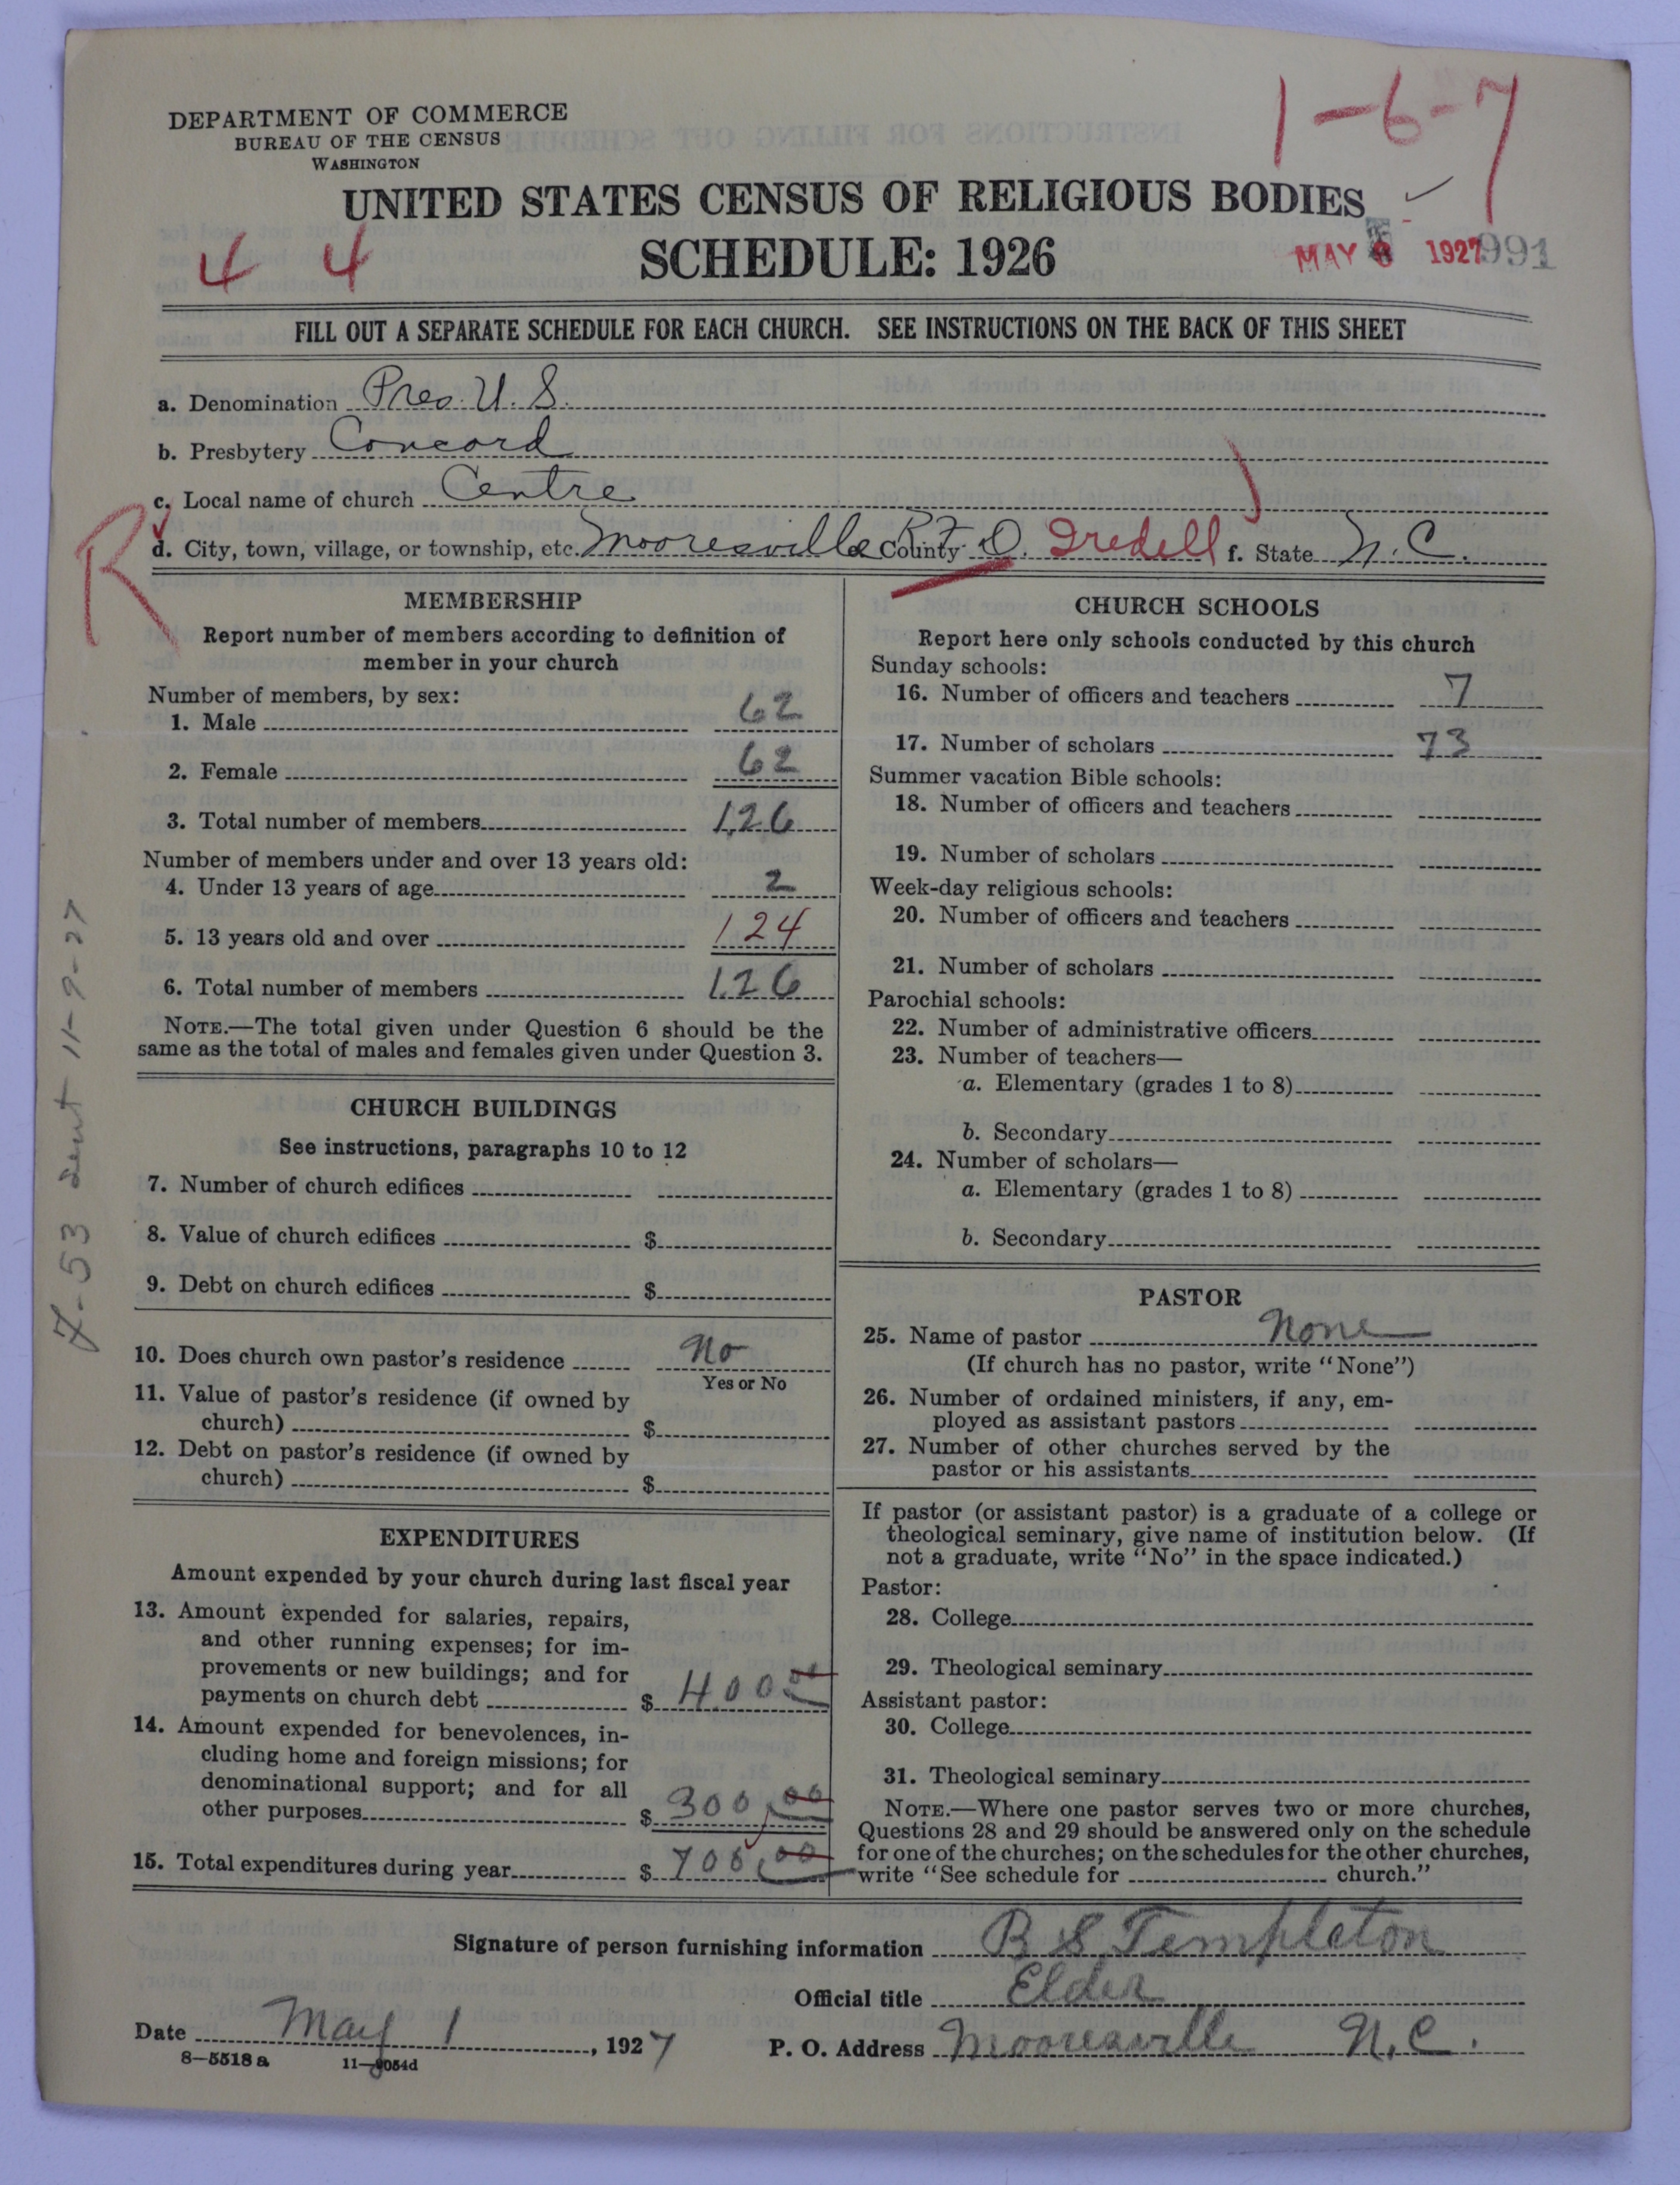 1-6-7
DEPARTMENT OF COMMERCE
BUREAU OF THE CENSUS
WASHINGTON
UNITED STATES CENSUS OF RELIGIOUS BODIES
4 4
SCHEDULE: 1926
MAY 1927 991
FILL OUT A SEPARATE SCHEDULE FOR EACH CHURCH. SEE INSTRUCTIONS ON THE BACK OF THIS SHEET
a. Denomination Pres. U. S.
b. Presbytery Concord
c. Local name of church Centre
R
d. City, town, village, or township, etc. Mooresville R. F. D. County Iredell f. State N. C.
MEMBERSHIP
Report number of members according to definition of
member in your church
Number of members, by sex:
1. Male 62
2. Female 62
3. Total number of members 126
Number of members under and over 13 years old:
4. Under 13 years of age 2
5. 13 years old and over 124
6. Total number of members 126
NOTE.—The total given under Question 6 should be the
same as the total of males and females given under Question 3.
CHURCH BUILDINGS
See instructions, paragraphs 10 to 12
7. Number of church edifices
8. Value of church edifices $
9. Debt on church edifices $
10. Does church own pastor's residence No
Yes or No
11. Value of pastor's residence (if owned by
church) $
12. Debt on pastor's residence (if owned by
church) $
EXPENDITURES
Amount expended by your church during last fiscal year
13. Amount expended for salaries, repairs,
and other running expenses; for im-
provements or new buildings; and for
payments on church debt $ 400 00
14. Amount expended for benevolences, in-
cluding home and foreign missions; for
denominational support; and for all
other purposes $ 300,00
15. Total expenditures during year $ 700,00
CHURCH SCHOOLS
Report here only schools conducted by this church
Sunday schools:
16. Number of officers and teachers 7
17. Number of scholars 73
Summer vacation Bible schools:
18. Number of officers and teachers
19. Number of scholars
Week-day religious schools:
20. Number of officers and teachers
21. Number of scholars
Parochial schools:
22. Number of administrative officers
23. Number of teachers—
a. Elementary (grades 1 to 8)
b. Secondary
24. Number of scholars—
a. Elementary (grades 1 to 8)
b. Secondary
PASTOR
25. Name of pastor None
(If church has no pastor, write "None")
26. Number of ordained ministers, if any, em-
ployed as assistant pastors
27. Number of other churches served by the
pastor or his assistants
If pastor (or assistant pastor) is a graduate of a college or
theological seminary, give name of institution below. (If
not a graduate, write "No" in the space indicated.)
Pastor:
28. College
29. Theological seminary
Assistant pastor:
30. College
31. Theological seminary
NOTE.—Where one pastor serves two or more churches,
Questions 28 and 29 should be answered only on the schedule
for one of the churches; on the schedules for the other churches,
write "See schedule for church."
Signature of person furnishing information B S Templeton
Official title Elder
Date May 1, 1927 P. O. Address Mooresville N. C.
8—5518 a 11—9054d
7-53 sent 11-9-27